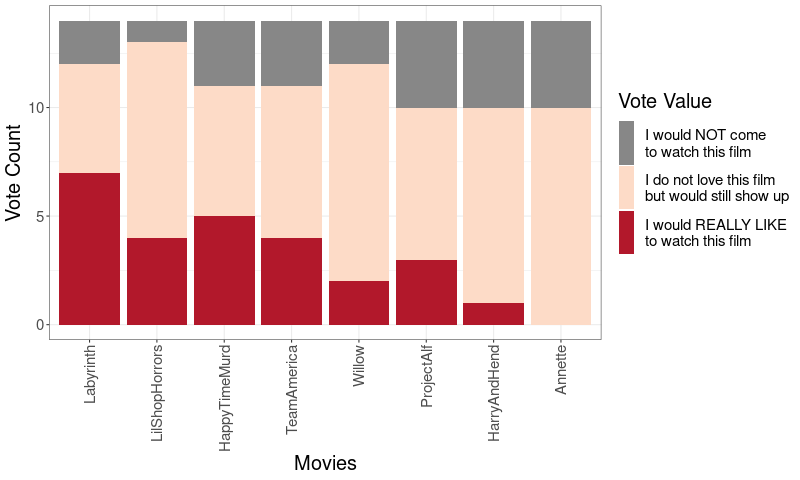 Vote Count
10
5
0
Labyrinth
LilShopHorrors
HappyTimeMurd
TeamAmerica
Willow
ProjectAlf
HarryAndHend
Annette
Movies
Vote Value
I would NOT come
to watch this film
I do not love this film
but would still show up
I would REALLY LIKE
to watch this film